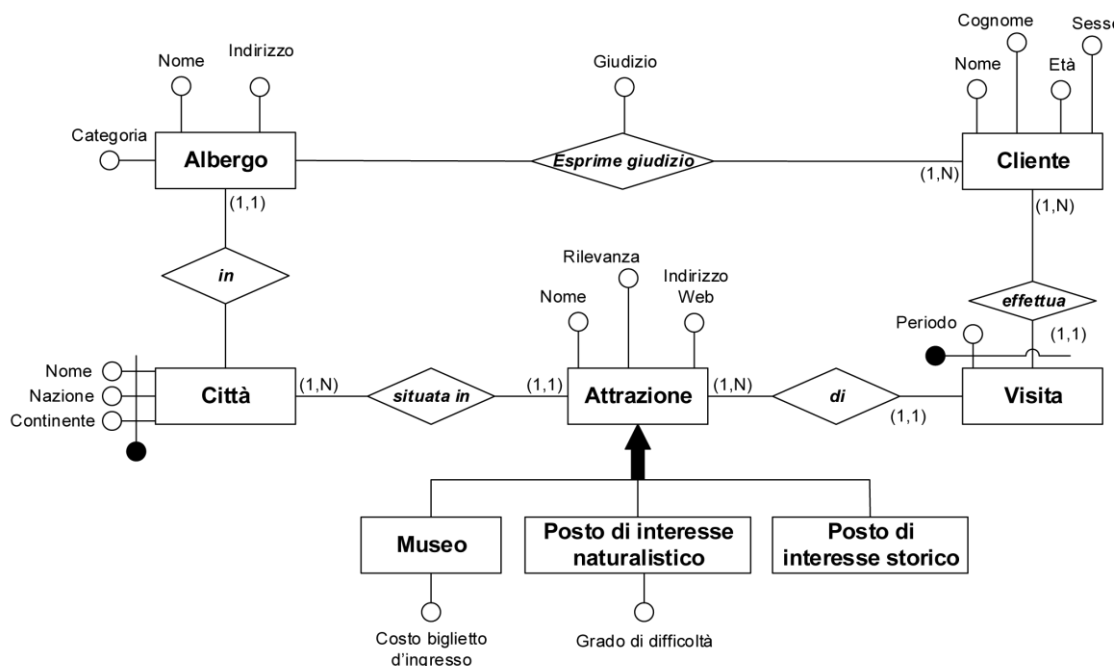 Cognome
Sesso
Nome
Indirizzo
Giudizio
Nome
Età
Categoria
Albergo
Esprime giudizio
Cliente
(1,N)
(1,1)
(1,N)
in
Rilevanza
Indirizzo
Web
Nome
effettua
Periodo
(1,1)
Nome
Nazione
Continente
Città
(1,N)
situata in
(1,1)
Attrazione
(1,N)
di
(1,1)
Visita
Museo
Posto di interesse
naturalistico
Posto di
interesse storico
Costo biglietto
d'ingresso
Grado di difficoltà